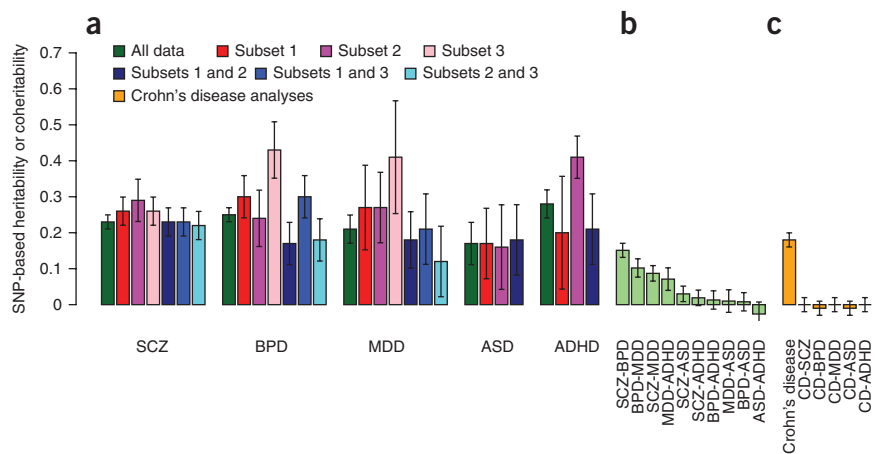 a
b
c
SNP-based heritability or coheritability
0.7
0.6
0.5
0.4
0.3
0.2
0.1
0
All data
Subset 1
Subset 2
Subset 3
Subsets 1 and 2
Subsets 1 and 3
Subsets 2 and 3
Crohn's disease analyses
SCZ
BPD
MDD
ASD
ADHD
SCZ-BPD
BPD-MDD
SCZ-MDD
MDD-ADHD
SCZ-ASD
SCZ-ADHD
BPD-ADHD
MDD-ASD
BPD-ASD
ASD-ADHD
Crohn's disease
CD-SCZ
CD-BPD
CD-MDD
CD-ASD
CD-ADHD